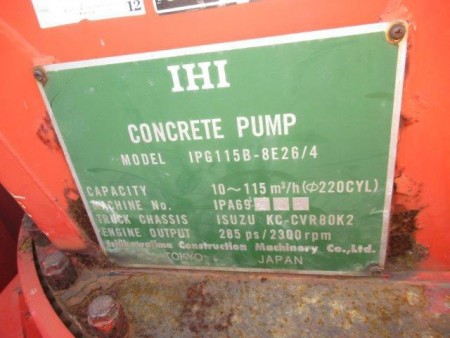 12
IHI
CONCRETE PUMP
MODEL IPG115B-8E26/4
CAPACITY 10~115 m³/h (Φ220CYL)
MACHINE No. IPA69
TRUCK CHASSIS ISUZU KC-CVR80K2
ENGINE OUTPUT 285 ps/2300 rpm
Ishikawajima Construction Machinery Co., Ltd.
TOKYO JAPAN